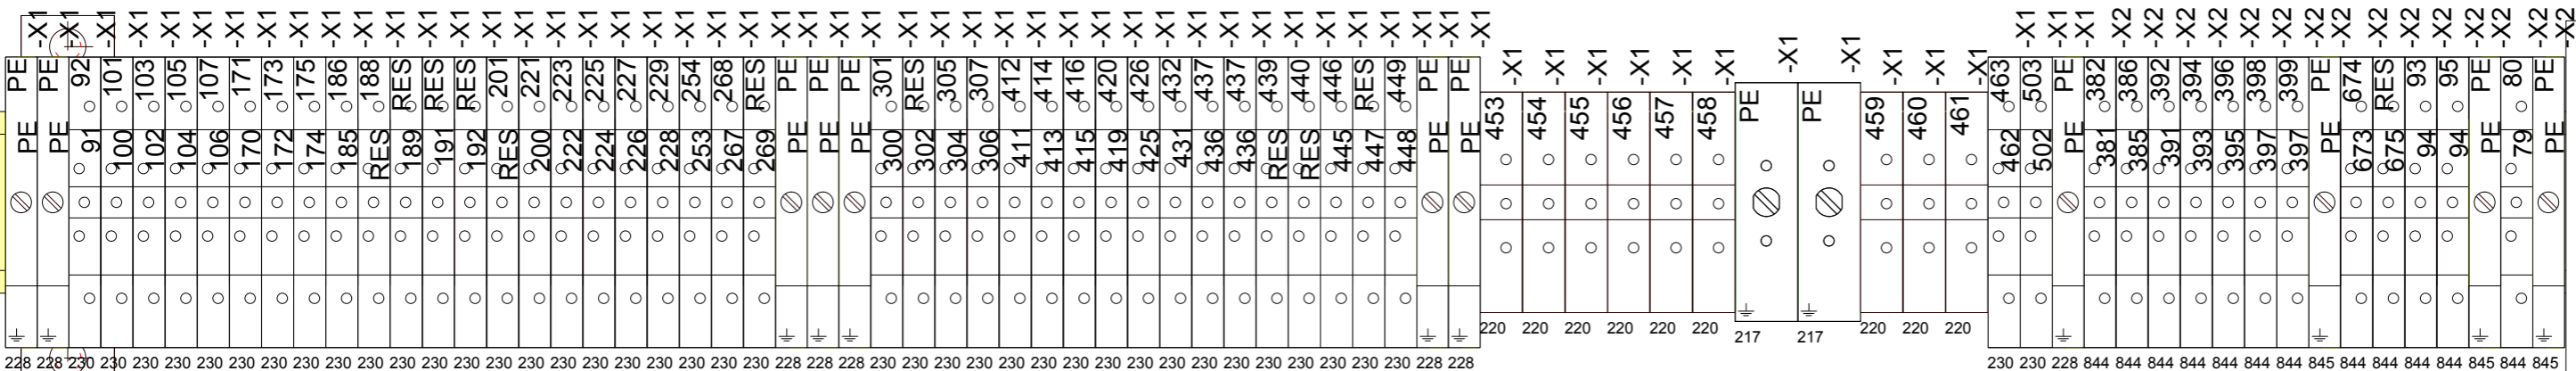 -X1 -X1 -X1 -X1 -X1 -X1 -X1 -X1 -X1 -X1 -X1 -X1 -X1 -X1 -X1 -X1 -X1 -X1 -X1 -X1 -X1 -X1 -X1 -X1 -X1 -X1 -X1 -X1 -X1 -X1 -X1 -X1 -X1 -X1 -X1 -X1 -X1 -X1 -X1 -X1 -X1 -X1 -X1 -X1 -X1 -X1 -X1 -X1 -X1 -X1 -X1 -X1 -X1 -X1 -X1 -X1 -X1 -X1 -X1 -X1 -X2 -X2 -X2 -X2 -X2 -X2 -X2 -X2 -X2 -X2 -X2 -X2 -X2 -X2 -X2
PE PE 92 101 103 105 107 171 173 175 186 188 RES RES RES 201 221 223 225 227 229 254 268 RES PE PE PE 301 RES 305 307 412 414 416 420 426 432 437 437 439 440 446 RES 449 PE PE 453 454 455 456 457 458 PE PE 459 460 461 463 503 PE 382 386 392 394 396 398 399 PE 674 RES 93 95 PE 80 PE
PE PE 91 100 102 104 106 170 172 174 185 RES 189 191 192 RES 200 222 224 226 228 253 267 269 PE PE PE 300 302 304 306 411 413 415 419 425 431 436 436 RES RES 445 447 448 PE PE 462 502 PE 381 385 391 393 395 397 397 PE 673 675 94 94 PE 79 PE
228 228 230 230 230 230 230 230 230 230 230 230 230 230 230 230 230 230 230 230 230 230 230 230 228 228 228 230 230 230 230 230 230 230 230 230 230 230 230 230 230 230 230 230 228 228 220 220 220 220 220 220 217 217 220 220 220 230 230 228 844 844 844 844 844 844 844 845 844 844 844 844 845 844 845